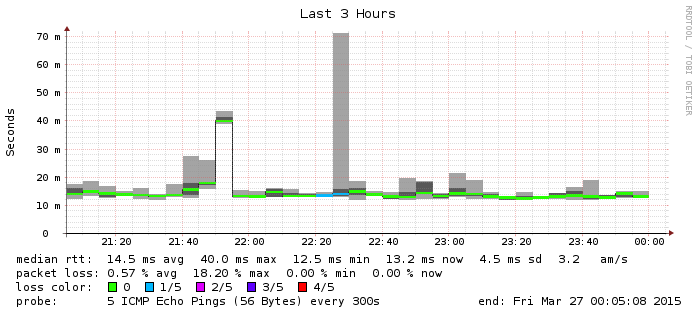 Last 3 Hours
RRDTOOL / TOBI OETIKER
Seconds
70 m
60 m
50 m
40 m
30 m
20 m
10 m
0
21:20 21:40 22:00 22:20 22:40 23:00 23:20 23:40 00:00
median rtt: 14.5 ms avg 40.0 ms max 12.5 ms min 13.2 ms now 4.5 ms sd 3.2 am/s
packet loss: 0.57 % avg 18.20 % max 0.00 % min 0.00 % now
loss color: 0 1/5 2/5 3/5 4/5
probe: 5 ICMP Echo Pings (56 Bytes) every 300s end: Fri Mar 27 00:05:08 2015